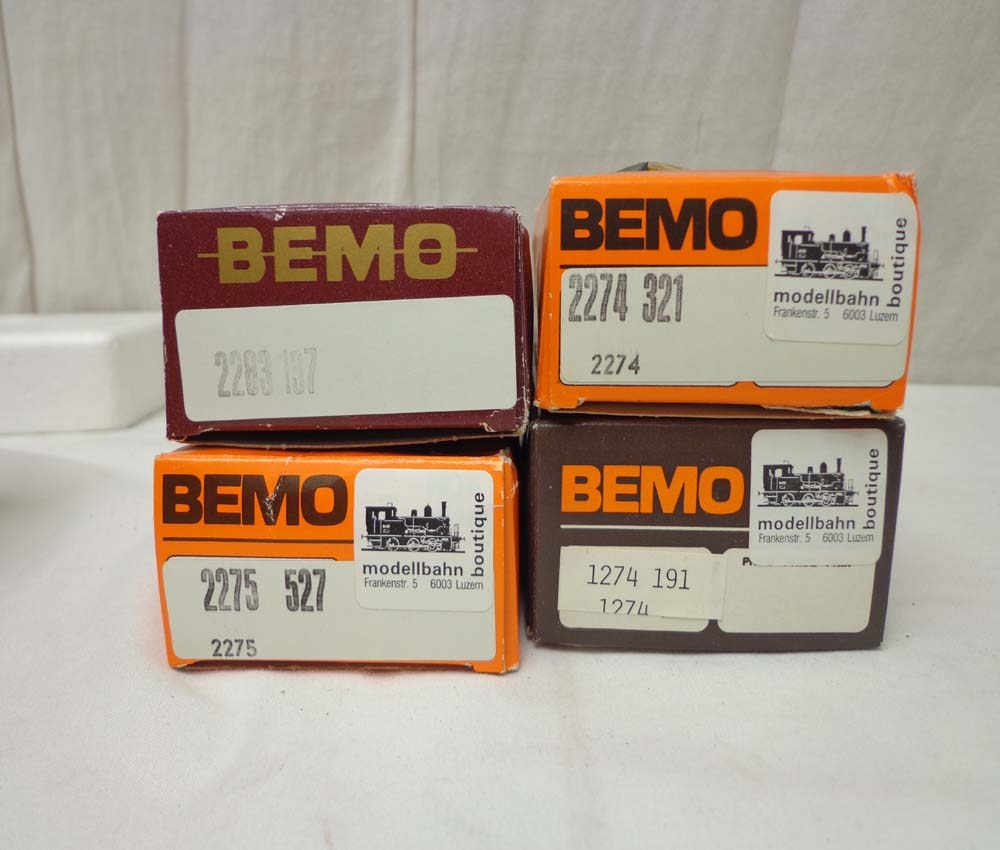 BEMO
2283 137
BEMO
2274 321
2274
modellbahn
boutique
Frankenstr. 5 6003 Luzern
BEMO
2275 527
2275
modellbahn
boutique
Frankenstr. 5 6003 Luzern
BEMO
1274 191
1274
modellbahn
boutique
Frankenstr. 5 6003 Luzern